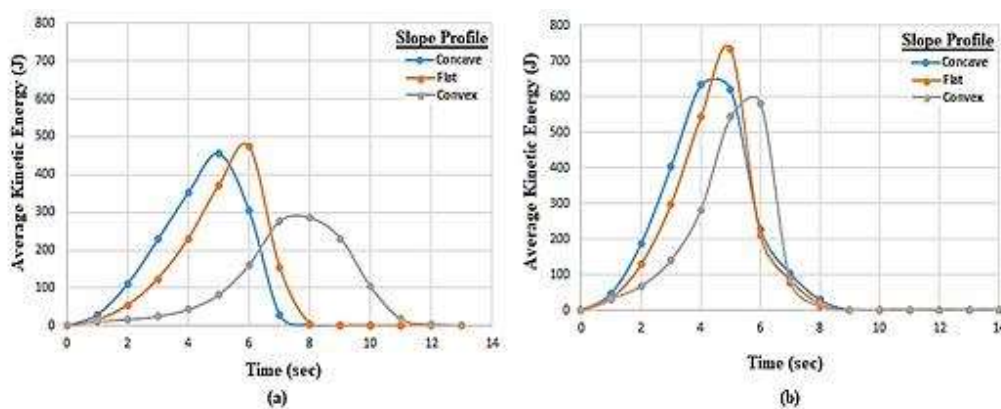 800
700
600
500
400
300
200
100
0
Average Kinetic Energy (J)
Slope Profile
Concave
Flat
Convex
0 2 4 6 8 10 12 14
Time (sec)
(a)
800
700
600
500
400
300
200
100
0
Average Kinetic Energy (J)
Slope Profile
Concave
Flat
Convex
0 2 4 6 8 10 12 14
Time (sec)
(b)